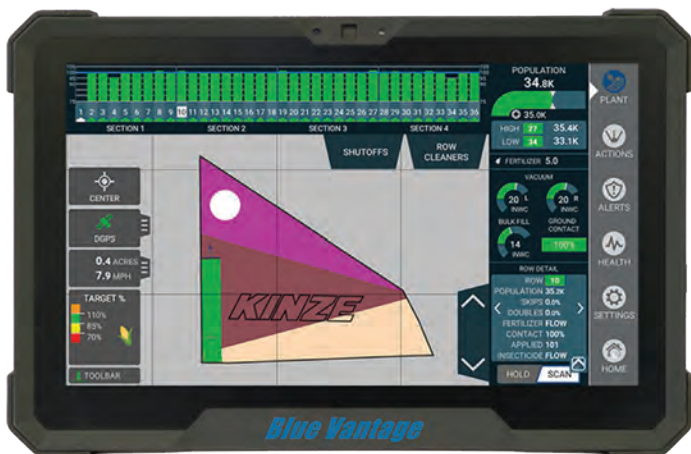 POPULATION
34.8K
35.0K
HIGH 27 35.4K
LOW 34 33.1K
1 2 3 4 5 6 7 8 9 10 11 12 13 14 15 16 17 18 19 20 21 22 23 24 25 26 27 28 29 30 31 32 33 34 35 36
SECTION 1 SECTION 2 SECTION 3 SECTION 4
SHUTOFFS
ROW
CLEANERS
FERTILIZER 5.0
VACUUM
20 L
INWC
20 R
INWC
BULK FILL
14
INWC
GROUND
CONTACT
100%
ROW DETAIL
ROW 10
POPULATION 35.2K
SKIPS 0.0%
DOUBLES 0.0%
FERTILIZER FLOW
CONTACT 100%
APPLIED 101
INSECTICIDE FLOW
HOLD SCAN
CENTER
DGPS
0.4 ACRES
7.9 MPH
TARGET %
110%
85%
70%
TOOLBAR
KINZE
PLANT
ACTIONS
ALERTS
HEALTH
SETTINGS
HOME
Blue Vantage